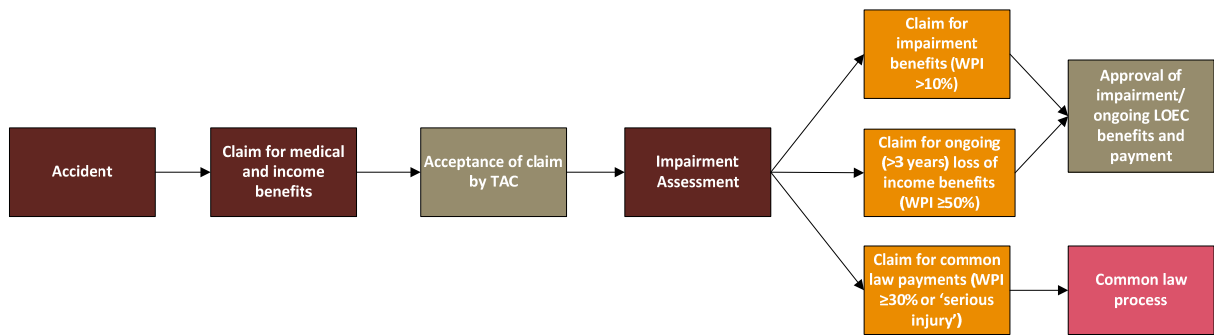 Accident
Claim for medical
and income
benefits
Acceptance of claim
by TAC
Impairment
Assessment
Claim for
impairment
benefits (WPI
>10%)
Claim for ongoing
(>3 years) loss of
income benefits
(WPI ≥50%)
Claim for common
law payments (WPI
≥30% or ‘serious
injury’)
Approval of
impairment/
ongoing LOEC
benefits and
payment
Common law
process